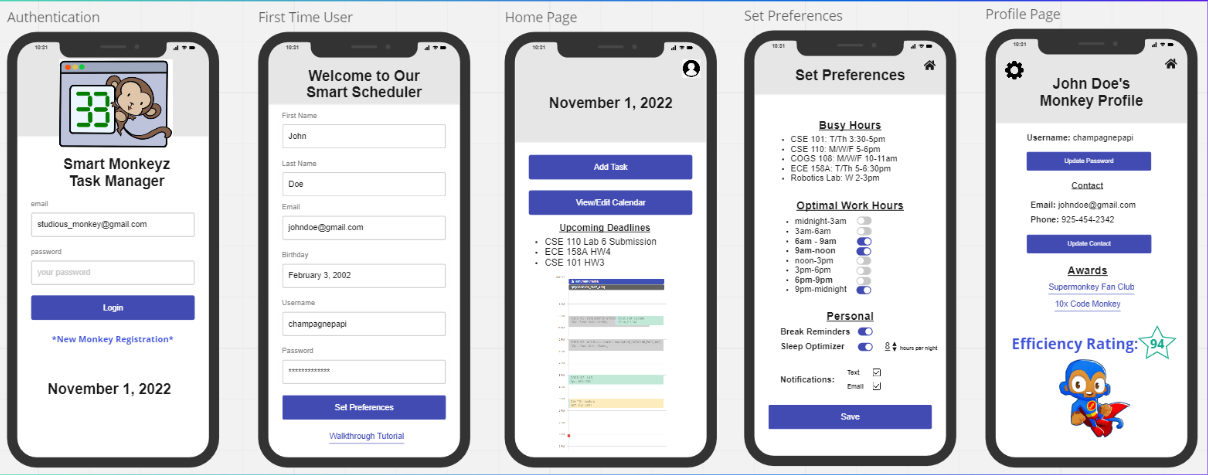 Authentication
10:21
33
Smart Monkeyz
Task Manager
email
studious_monkey@gmail.com
password
your password
Login
*New Monkey Registration*
November 1, 2022
First Time User
10:21
Welcome to Our
Smart Scheduler
First Name
John
Last Name
Doe
Email
johndoe@gmail.com
Birthday
February 3, 2002
Username
champagnepapi
Password
*************
Set Preferences
Walkthrough Tutorial
Home Page
10:21
November 1, 2022
Add Task
View/Edit Calendar
Upcoming Deadlines
• CSE 110 Lab 6 Submission
• ECE 158A HW4
• CSE 101 HW3
Set Preferences
10:21
Set Preferences
Busy Hours
• CSE 101: T/Th 3:30-5pm
• CSE 110: M/W/F 5-6pm
• COGS 108: M/W/F 10-11am
• ECE 158A: T/Th 5-6:30pm
• Robotics Lab: W 2-3pm
Optimal Work Hours
• midnight-3am
• 3am-6am
• 6am - 9am
• 9am-noon
• noon-3pm
• 3pm-6pm
• 6pm-9pm
• 9pm-midnight
Personal
Break Reminders
Sleep Optimizer 8 hours per night
Notifications: Text
Email
Save
Profile Page
10:21
John Doe's
Monkey Profile
Username: champagnepapi
Update Password
Contact
Email: johndoe@gmail.com
Phone: 925-454-2342
Update Contact
Awards
Supermonkey Fan Club
10x Code Monkey
Efficiency Rating: 94